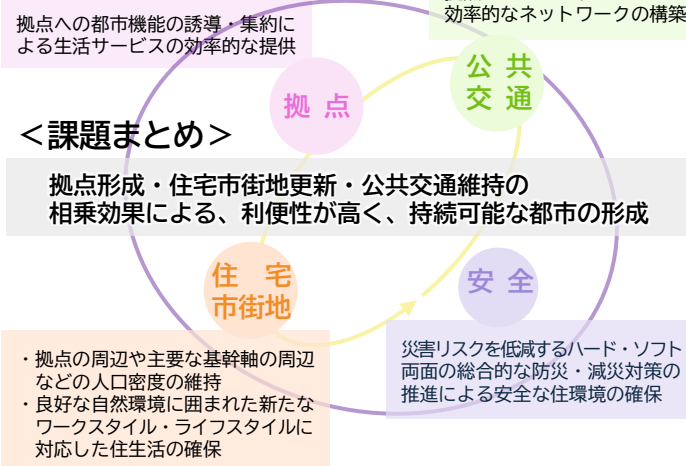 拠点への都市機能の誘導・集約に
よる生活サービスの効率的な提供
効率的なネットワークの構築
拠 点
公 共
交 通
＜課題まとめ＞
拠点形成・住宅市街地更新・公共交通維持の
相乗効果による、利便性が高く、持続可能な都市の形成
住 宅
市街地
安 全
・拠点の周辺や主要な基幹軸の周辺
などの人口密度の維持
・良好な自然環境に囲まれた新たな
ワークスタイル・ライフスタイルに
対応した住生活の確保
災害リスクを低減するハード・ソフト
両面の総合的な防災・減災対策の
推進による安全な住環境の確保